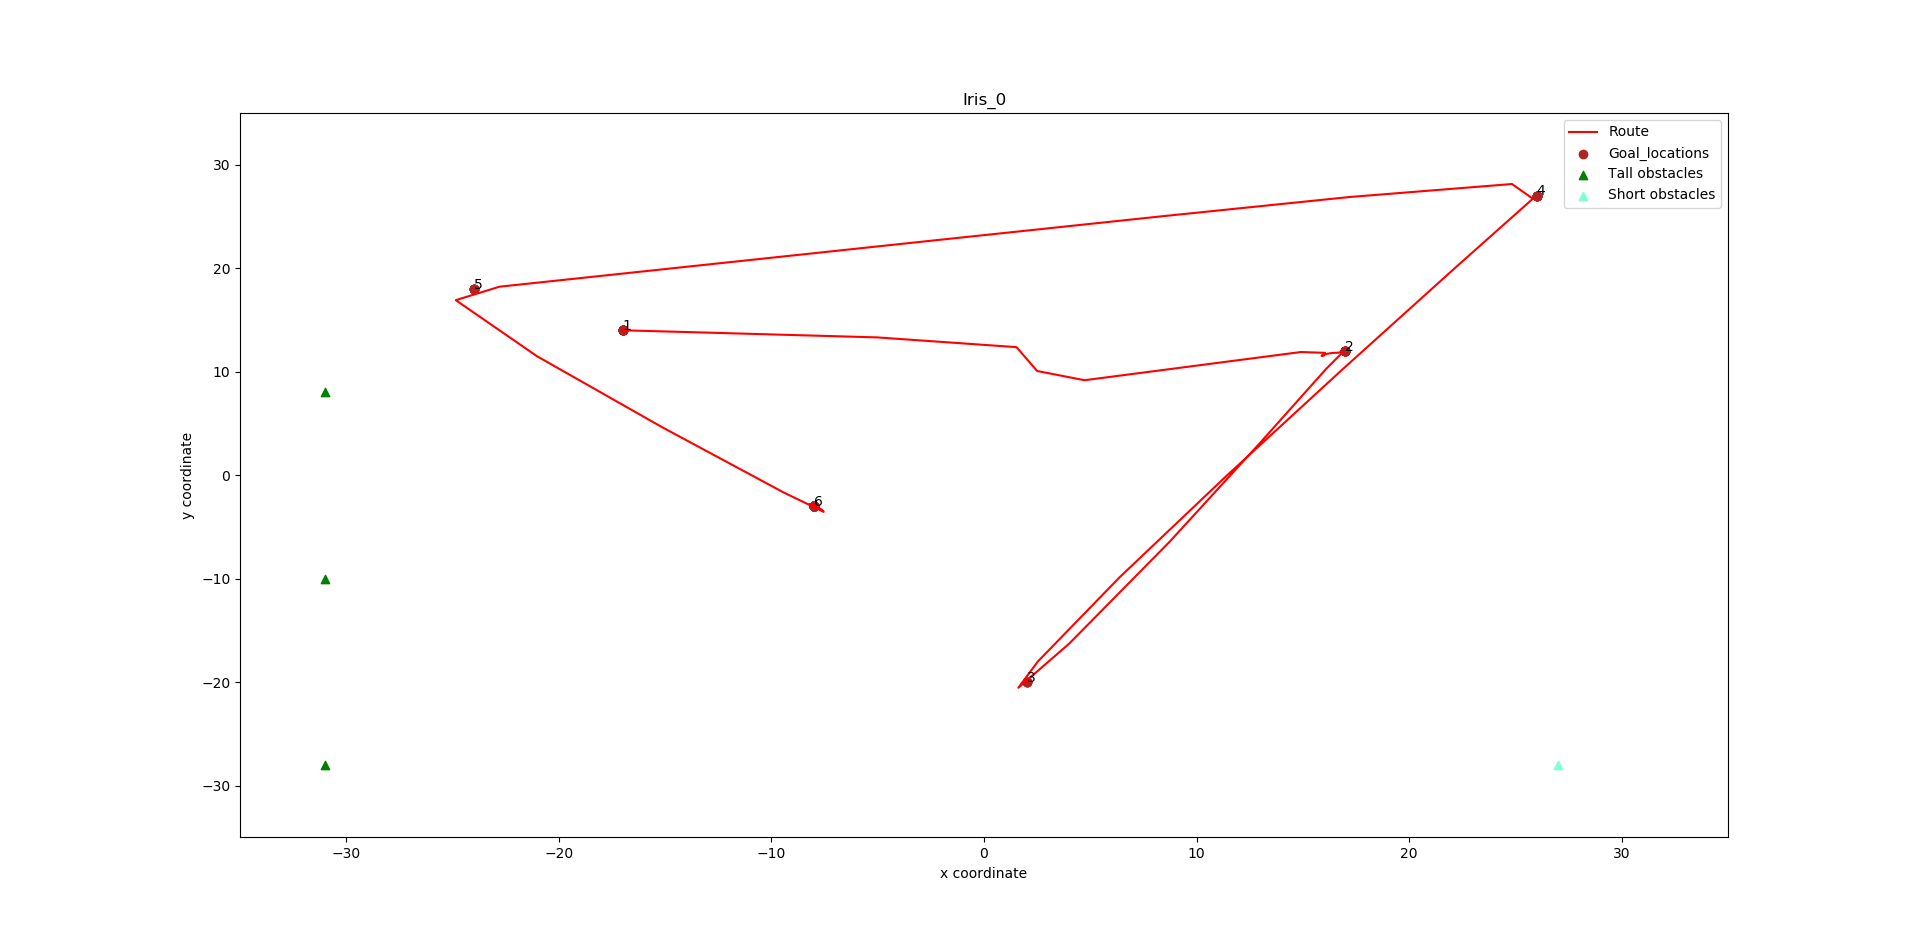 Iris_0
Route
Goal_locations
Tall obstacles
Short obstacles
30
20
10
0
−10
−20
−30
y coordinate
4
5
1
2
6
3
−30
−20
−10
0
10
20
30
x coordinate